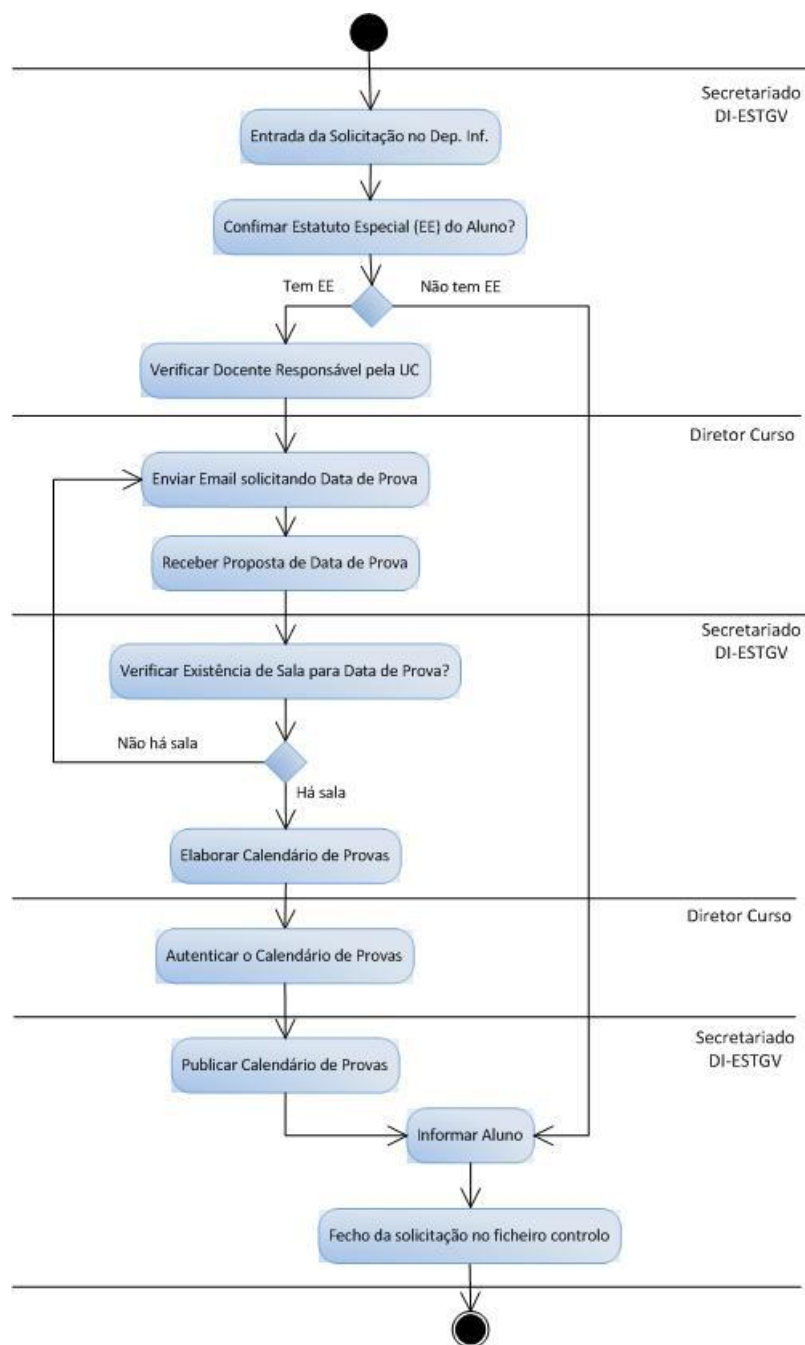 Secretariado
DI-ESTGV
Entrada da Solicitação no Dep. Inf.
Confimar Estatuto Especial (EE) do Aluno?
Tem EE
Não tem EE
Verificar Docente Responsável pela UC
Diretor Curso
Enviar Email solicitando Data de Prova
Receber Proposta de Data de Prova
Secretariado
DI-ESTGV
Verificar Existência de Sala para Data de Prova?
Não há sala
Há sala
Elaborar Calendário de Provas
Diretor Curso
Autenticar o Calendário de Provas
Secretariado
DI-ESTGV
Publicar Calendário de Provas
Informar Aluno
Fecho da solicitação no ficheiro controlo